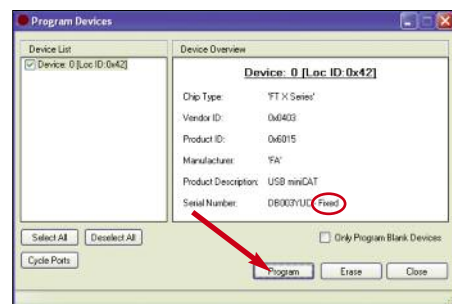 Program Devices
Device List
Device: 0 [Loc ID:0x42]
Device Overview
Device: 0 [Loc ID:0x42]
Chip Type: 'FT X Series'
Vendor ID: 0x0403
Product ID: 0x6015
Manufacturer: 'FA'
Product Description: USB miniCAT
Serial Number: DB003YUC- Fixed
Select All
Deselect All
Only Program Blank Devices
Cycle Ports
Program
Erase
Close